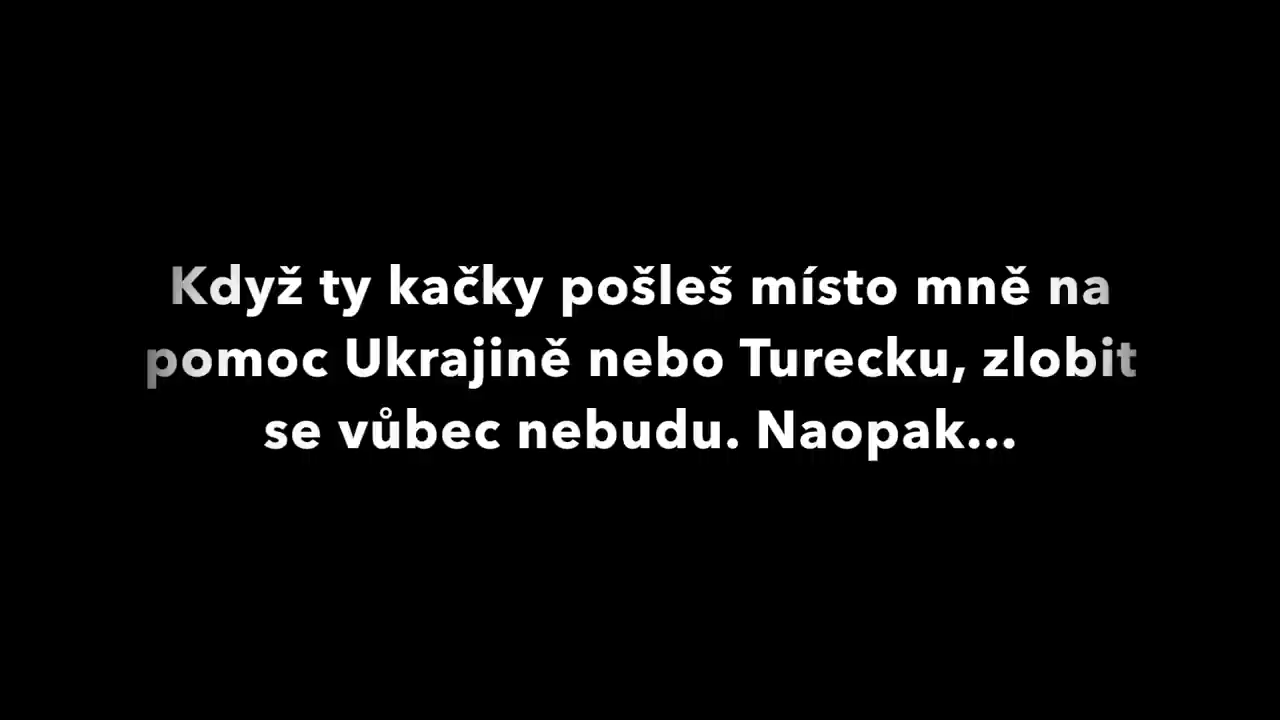 Když ty kačky pošleš místo mně na
pomoc Ukrajině nebo Turecku, zlobit
se vůbec nebudu. Naopak...